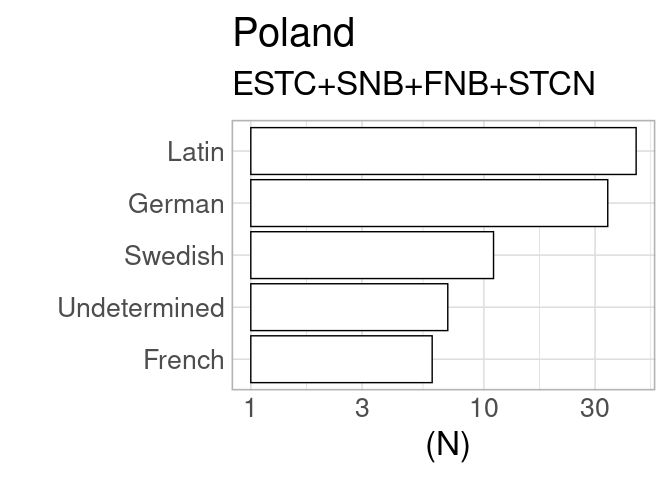 Poland
ESTC+SNB+FNB+STCN
Latin
German
Swedish
Undetermined
French
1 3 10 30
(N)